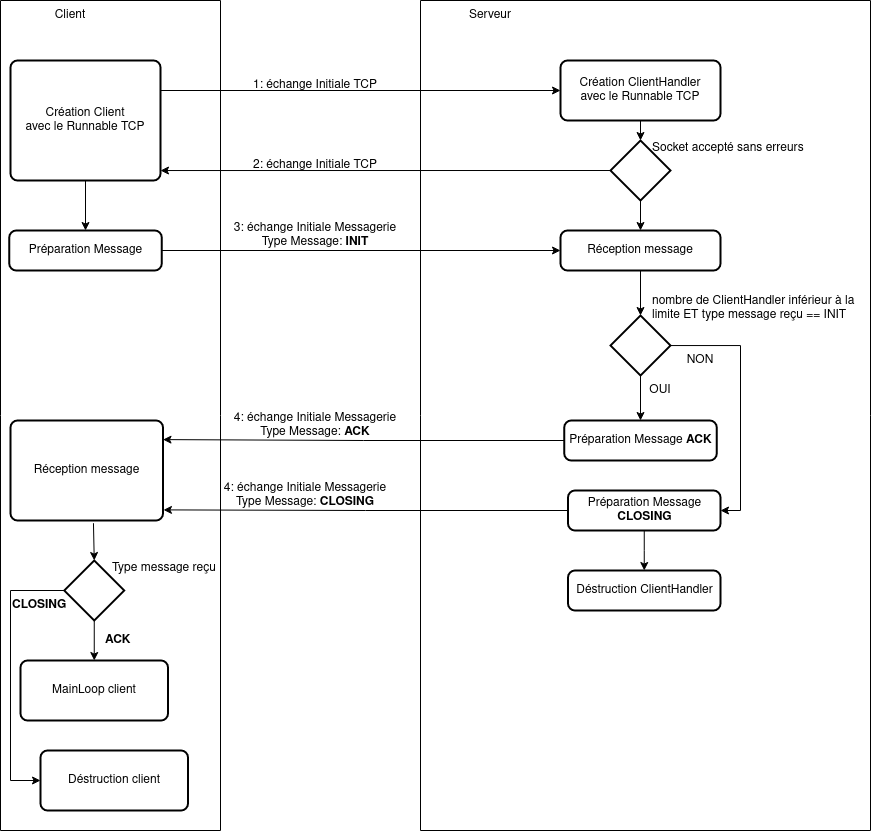 Client
Serveur
Création Client
avec le Runnable TCP
1: échange Initiale TCP
Création ClientHandler
avec le Runnable TCP
Socket accepté sans erreurs
2: échange Initiale TCP
Préparation Message
3: échange Initiale Messagerie
Type Message: INIT
Réception message
nombre de ClientHandler inférieur à la
limite ET type message reçu == INIT
NON
OUI
4: échange Initiale Messagerie
Type Message: ACK
Préparation Message ACK
Réception message
4: échange Initiale Messagerie
Type Message: CLOSING
Préparation Message
CLOSING
Type message reçu
Déstruction ClientHandler
CLOSING
ACK
MainLoop client
Déstruction client